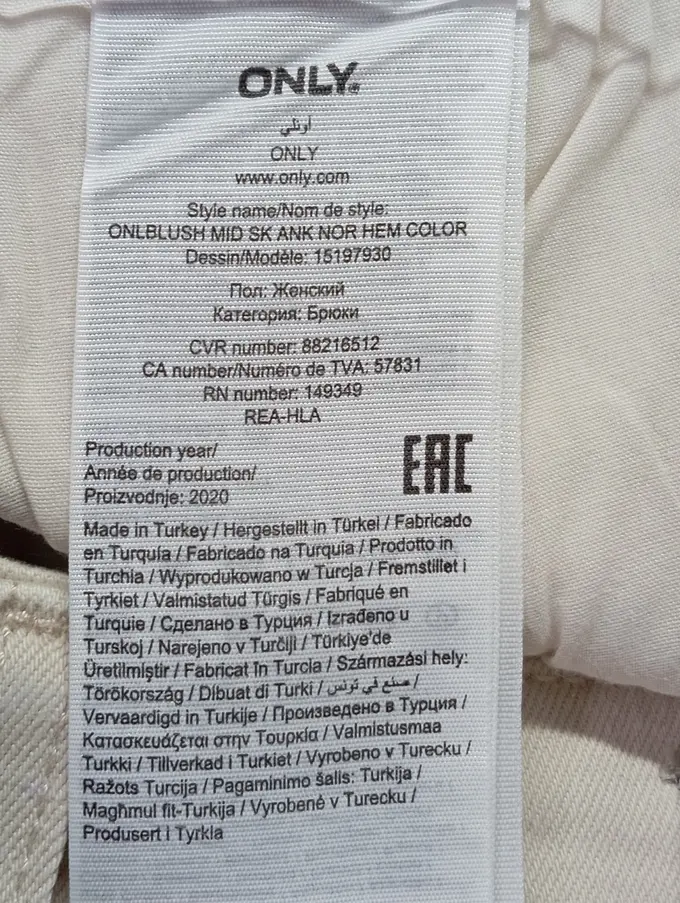 ONLY®
أونلي
ONLY
www.only.com
Style name/Nom de style:
ONLBLUSH MID SK ANK NOR HEM COLOR
Dessin/Modèle: 15197930
Пол: Женский
Категория: Брюки
CVR number: 88216512
CA number/Numéro de TVA: 57831
RN number: 149349
REA-HLA
Production year/
Année de production/
Proizvodnje: 2020
EAC
Made in Turkey / Hergestellt in Türkei / Fabricado
en Turquía / Fabricado na Turquia / Prodotto in
Turchia / Wyprodukowano w Turcja / Fremstillet i
Tyrkiet / Valmistatud Türgis / Fabriqué en
Turquie / Сделано в Турция / Izrađeno u
Turskoj / Narejeno v Turčiji / Türkiye'de
Üretilmiştir / Fabricat în Turcia / Származási hely:
Törökország / Dibuat di Turki / صنع في تونس /
Vervaardigd in Turkije / Произведено в Турция /
Κατασκευάζεται στην Τουρκία / Valmistusmaa
Turkki / Tillverkad i Turkiet / Vyrobeno v Turecku /
Ražots Turcija / Pagaminimo šalis: Turkija /
Magħmul fit-Turkija / Vyrobené v Turecku /
Produsert i Tyrkia